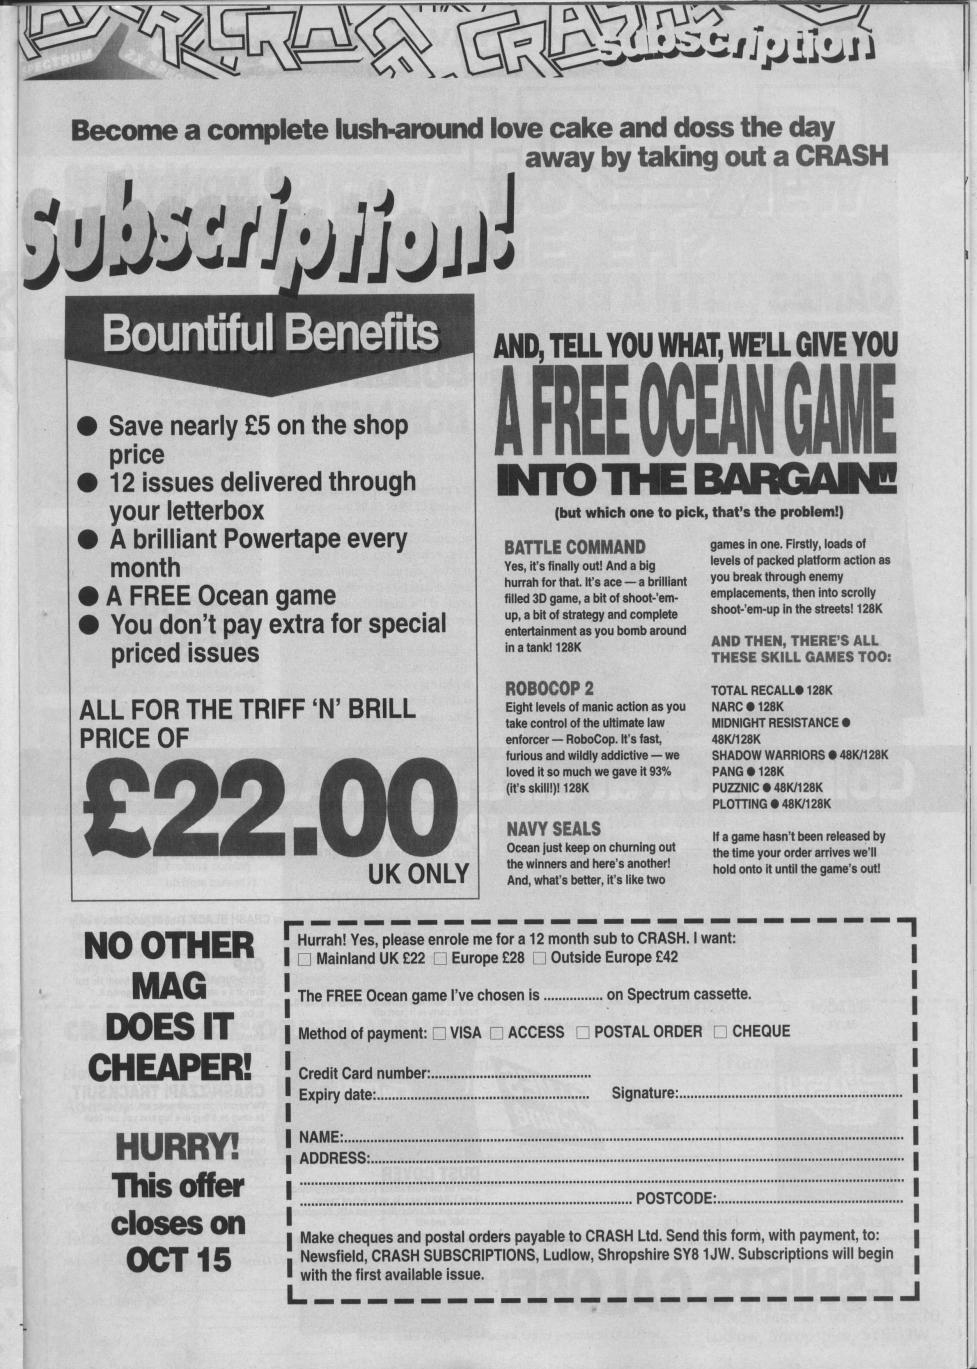 CRASH
SPECTRUM
subscription
Become a complete lush-around love cake and doss the day
away by taking out a CRASH
Subscription!
Bountiful Benefits
● Save nearly £5 on the shop
price
● 12 issues delivered through
your letterbox
● A brilliant Powertape every
month
● A FREE Ocean game
● You don't pay extra for special
priced issues
ALL FOR THE TRIFF 'N' BRILL
PRICE OF
£22.00
UK ONLY
AND, TELL YOU WHAT, WE'LL GIVE YOU
A FREE OCEAN GAME
INTO THE BARGAIN!!!
(but which one to pick, that's the problem!)
BATTLE COMMAND
Yes, it's finally out! And a big
hurrah for that. It's ace — a brilliant
filled 3D game, a bit of shoot-'em-
up, a bit of strategy and complete
entertainment as you bomb around
in a tank! 128K
ROBOCOP 2
Eight levels of manic action as you
take control of the ultimate law
enforcer — RoboCop. It's fast,
furious and wildly addictive — we
loved it so much we gave it 93%
(it's skill!)! 128K
NAVY SEALS
Ocean just keep on churning out
the winners and here's another!
And, what's better, it's like two
games in one. Firstly, loads of
levels of packed platform action as
you break through enemy
emplacements, then into scrolly
shoot-'em-up in the streets! 128K
AND THEN, THERE'S ALL
THESE SKILL GAMES TOO:
TOTAL RECALL● 128K
NARC ● 128K
MIDNIGHT RESISTANCE ●
48K/128K
SHADOW WARRIORS ● 48K/128K
PANG ● 128K
PUZZNIC ● 48K/128K
PLOTTING ● 48K/128K
If a game hasn't been released by
the time your order arrives we'll
hold onto it until the game's out!
NO OTHER
MAG
DOES IT
CHEAPER!
HURRY!
This offer
closes on
OCT 15
Hurrah! Yes, please enrole me for a 12 month sub to CRASH. I want:
☐ Mainland UK £22 ☐ Europe £28 ☐ Outside Europe £42
The FREE Ocean game I've chosen is ................ on Spectrum cassette.
Method of payment: ☐ VISA ☐ ACCESS ☐ POSTAL ORDER ☐ CHEQUE
Credit Card number:..........................................
Expiry date:........................................................ Signature:...........................................................
NAME:....................................................................................................
ADDRESS:....................................................................................................
....................................................................................................
........................................................................................ POSTCODE:.................................................
Make cheques and postal orders payable to CRASH Ltd. Send this form, with payment, to:
Newsfield, CRASH SUBSCRIPTIONS, Ludlow, Shropshire SY8 1JW. Subscriptions will begin
with the first available issue.